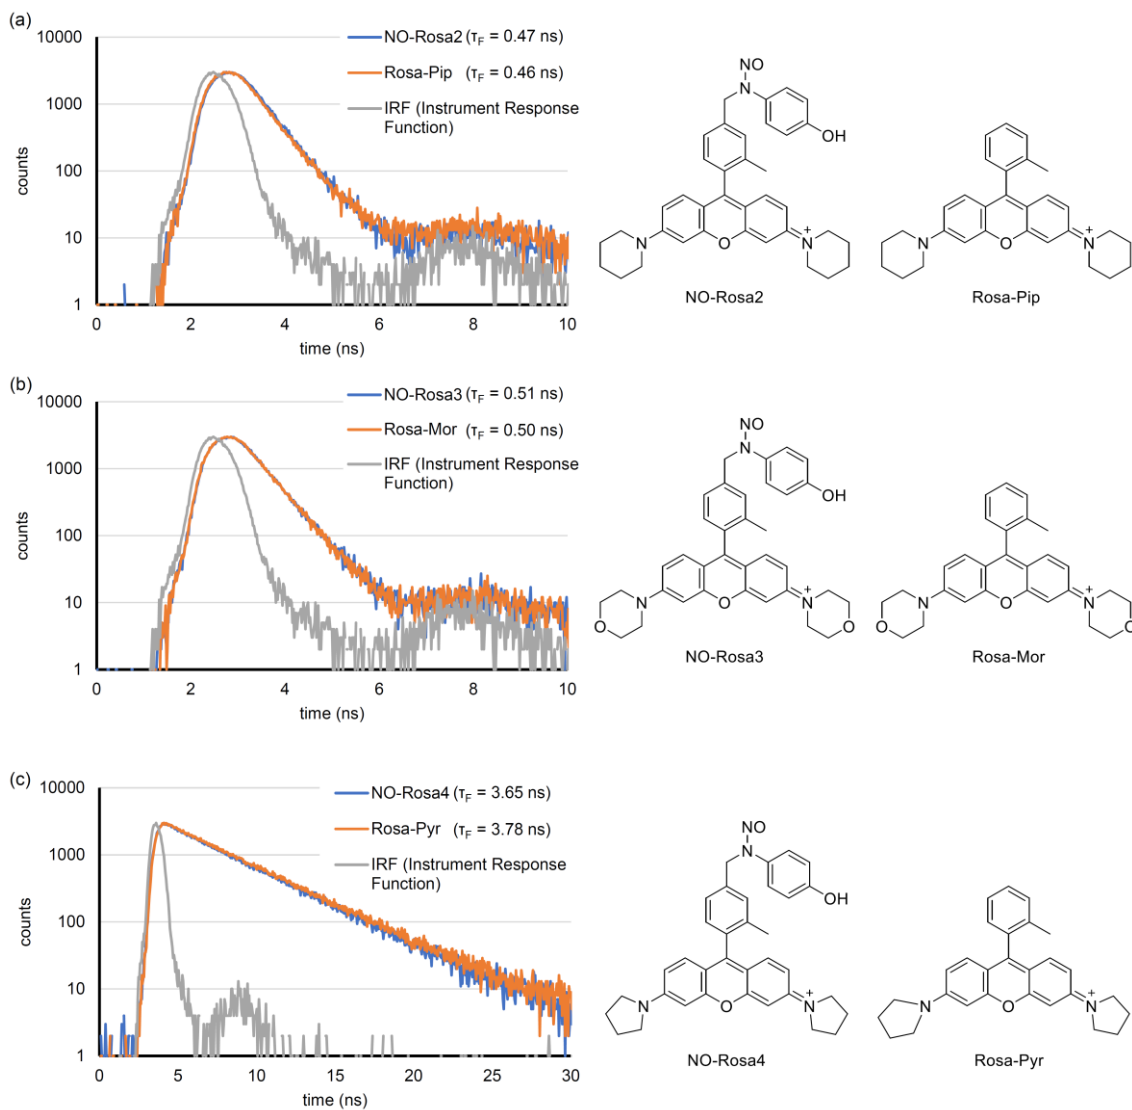 (a)
10000
1000
100
10
1
counts
0
2
4
6
8
10
time (ns)
NO-Rosa2 (τF = 0.47 ns)
Rosa-Pip (τF = 0.46 ns)
IRF (Instrument Response
Function)
NO
N
OH
N
O
N
+
NO-Rosa2
N
O
N
+
Rosa-Pip
(b)
10000
1000
100
10
1
counts
0
2
4
6
8
10
time (ns)
NO-Rosa3 (τF = 0.51 ns)
Rosa-Mor (τF = 0.50 ns)
IRF (Instrument Response
Function)
NO
N
OH
N
O
N
+
O
O
NO-Rosa3
N
O
N
+
O
O
Rosa-Mor
(c)
10000
1000
100
10
1
counts
0
5
10
15
20
25
30
time (ns)
NO-Rosa4 (τF = 3.65 ns)
Rosa-Pyr (τF = 3.78 ns)
IRF (Instrument Response
Function)
NO
N
OH
N
O
N
+
NO-Rosa4
N
O
N
+
Rosa-Pyr